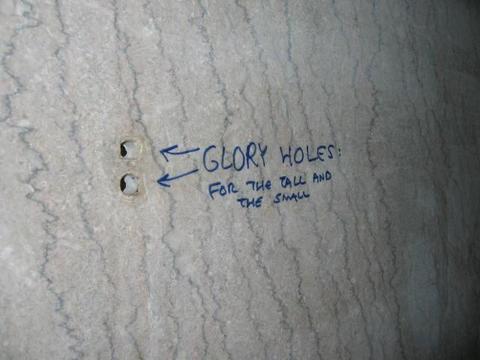 GLORY HOLES:
FOR THE TALL AND
THE SMALL